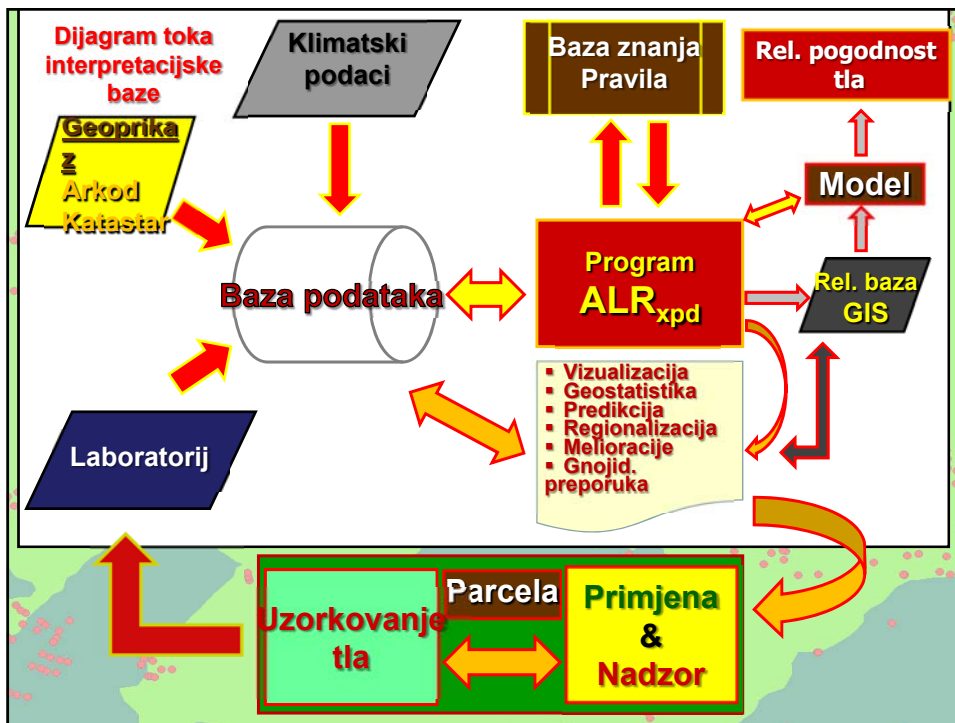 Dijagram toka
interpretacijske
baze
Klimatski
podaci
Baza znanja
Pravila
Rel. pogodnost
tla
Geoprika
z
Arkod
Katastar
Model
Baza podataka
Program
ALRxpd
Rel. baza
GIS
▪ Vizualizacija
▪ Geostatistika
▪ Predikcija
▪ Regionalizacija
▪ Melioracije
▪ Gnojid.
preporuka
Laboratorij
Uzorkovanje
tla
Parcela
Primjena
&
Nadzor